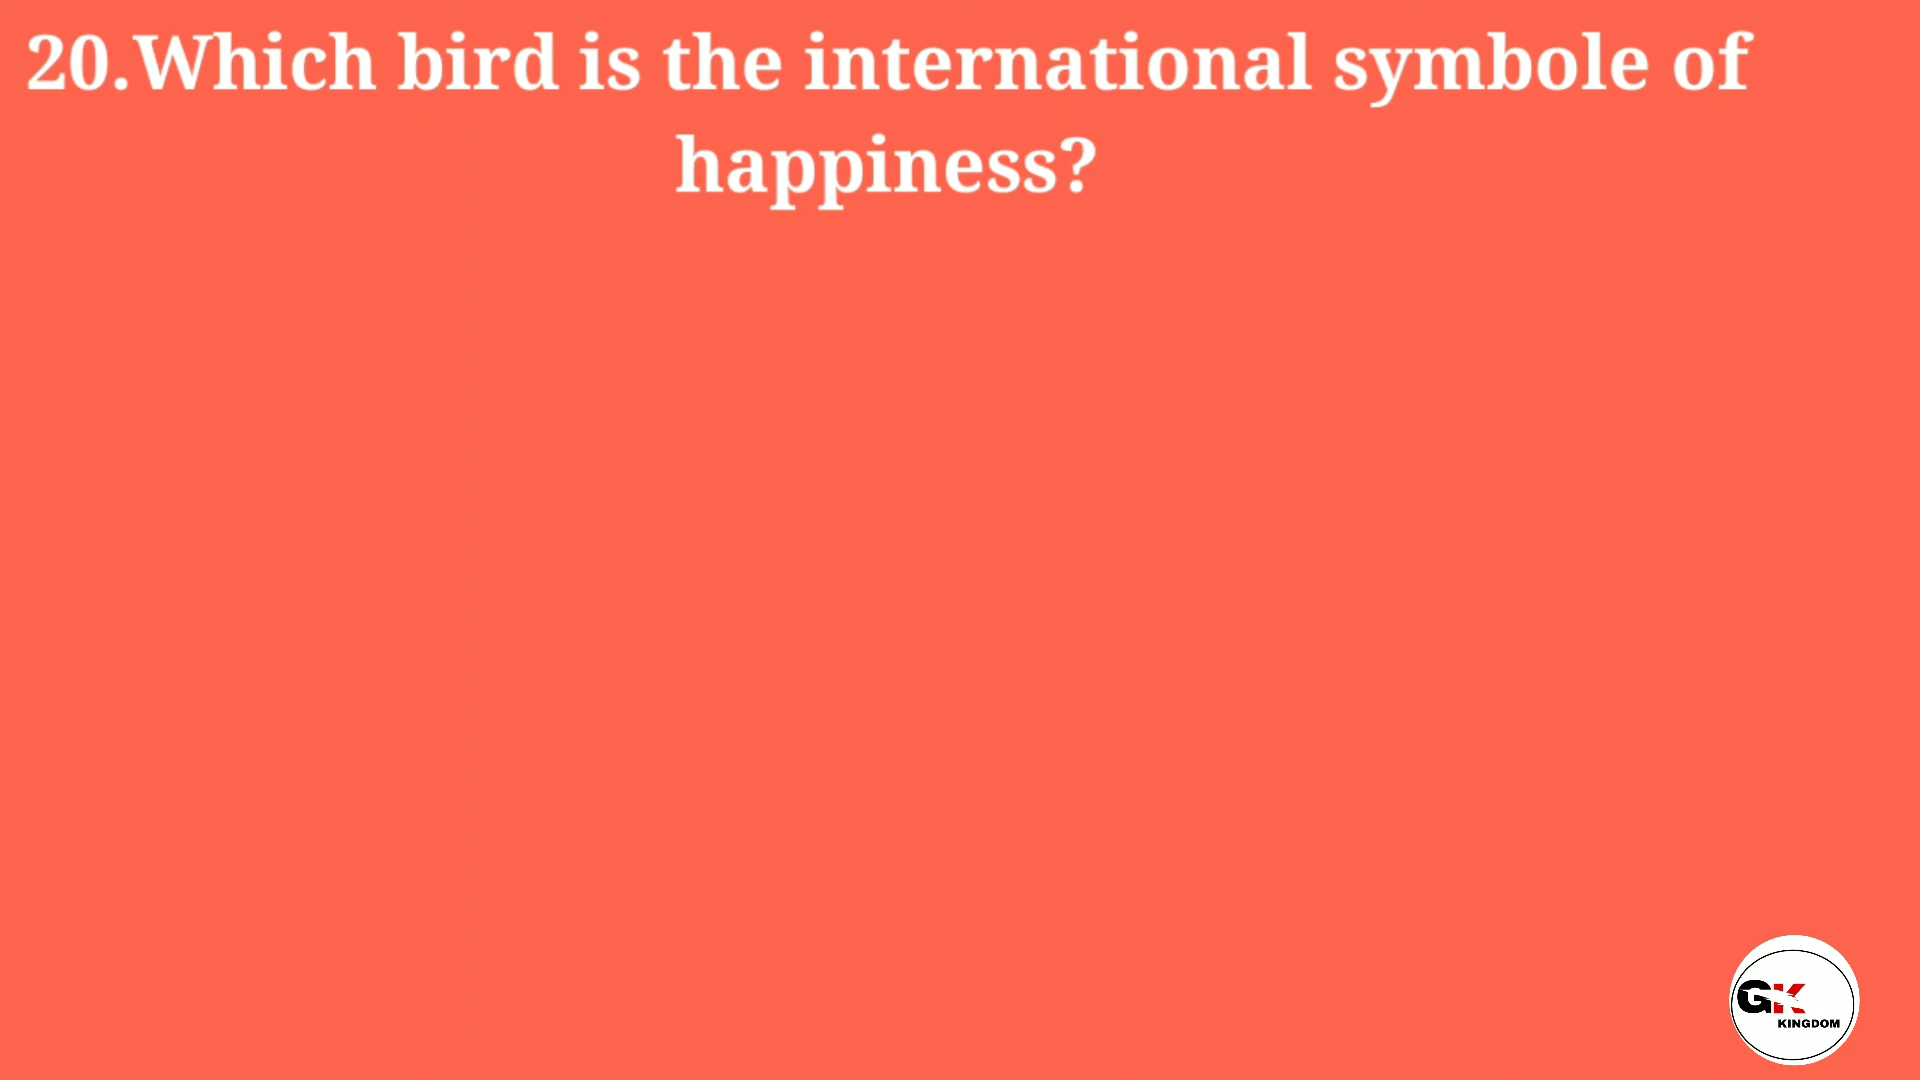 20.Which bird is the international symbole of
happiness?
GK
KINGDOM